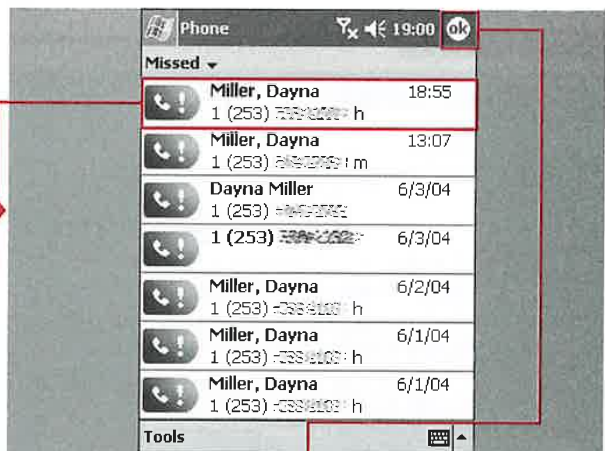 Phone 19:00 ok
Missed
Miller, Dayna 18:55
1 (253) h
Miller, Dayna 13:07
1 (253) m
Dayna Miller 6/3/04
1 (253)
1 (253) 6/3/04
Miller, Dayna 6/2/04
1 (253) h
Miller, Dayna 6/1/04
1 (253) h
Miller, Dayna 6/1/04
1 (253) h
Tools